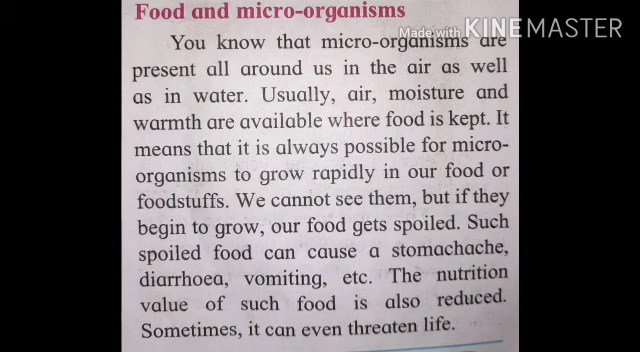 Food and micro-organisms
Made with KINEMASTER
You know that micro-organisms are
present all around us in the air as well
as in water. Usually, air, moisture and
warmth are available where food is kept. It
means that it is always possible for micro-
organisms to grow rapidly in our food or
foodstuffs. We cannot see them, but if they
begin to grow, our food gets spoiled. Such
spoiled food can cause a stomachache,
diarrhoea, vomiting, etc. The nutrition
value of such food is also reduced.
Sometimes, it can even threaten life.